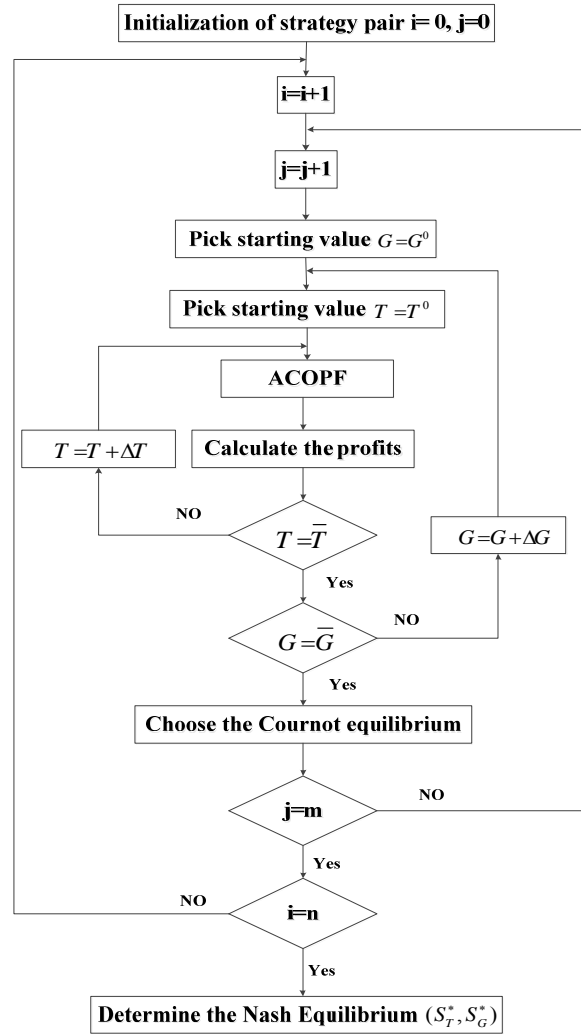 Initialization of strategy pair i= 0, j=0
i=i+1
j=j+1
Pick starting value G=G⁰
Pick starting value T=T⁰
ACOPF
T=T+ΔT
Calculate the profits
NO
T=T̅
G=G+ΔG
Yes
G=G̅
NO
Yes
Choose the Cournot equilibrium
j=m
NO
Yes
NO
i=n
Yes
Determine the Nash Equilibrium (S_T^*, S_G^*)